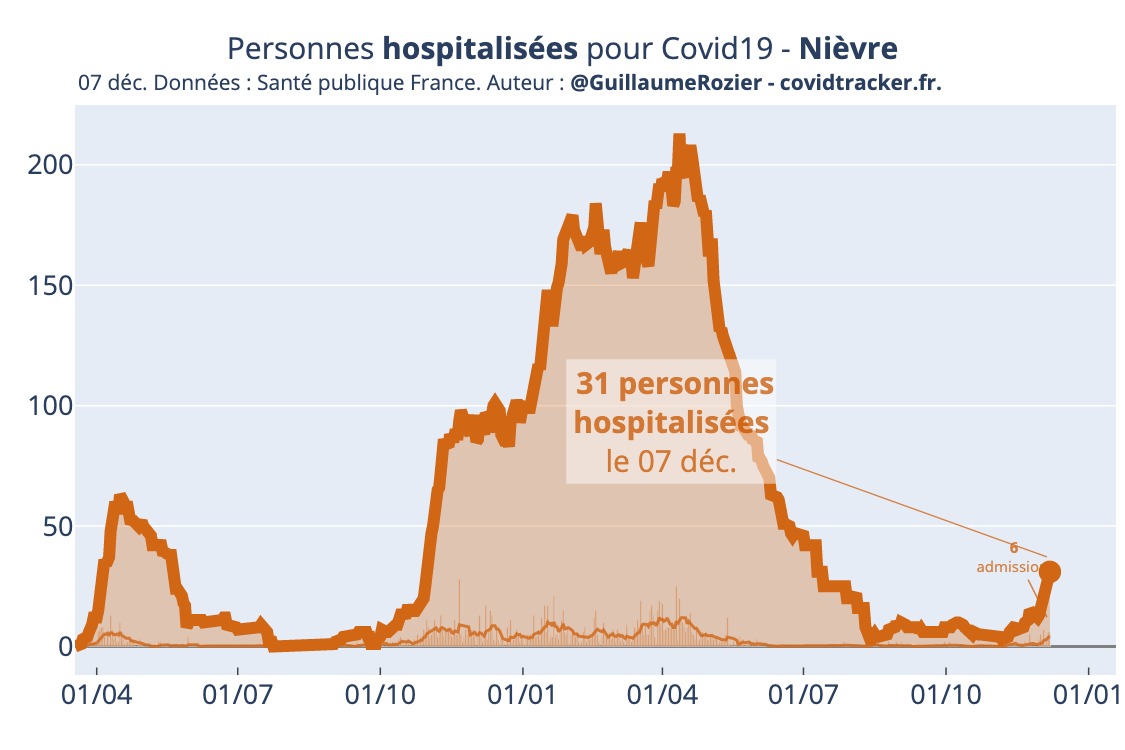 Personnes hospitalisées pour Covid19 - Nièvre
07 déc. Données : Santé publique France. Auteur : @GuillaumeRozier - covidtracker.fr.
200
150
100
50
0
31 personnes
hospitalisées
le 07 déc.
6
admissio
01/04
01/07
01/10
01/01
01/04
01/07
01/10
01/01